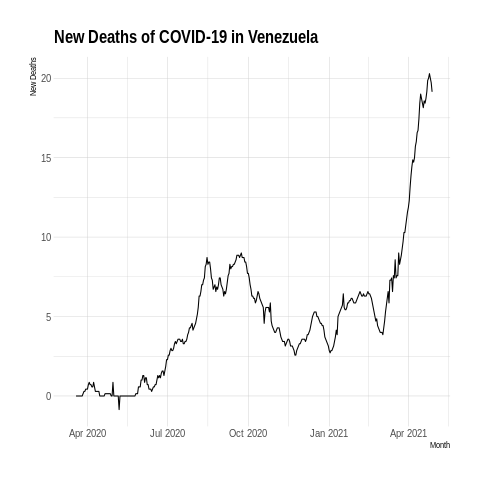 New Deaths of COVID-19 in Venezuela
New Deaths
20
15
10
5
0
Apr 2020 Jul 2020 Oct 2020 Jan 2021 Apr 2021
Month